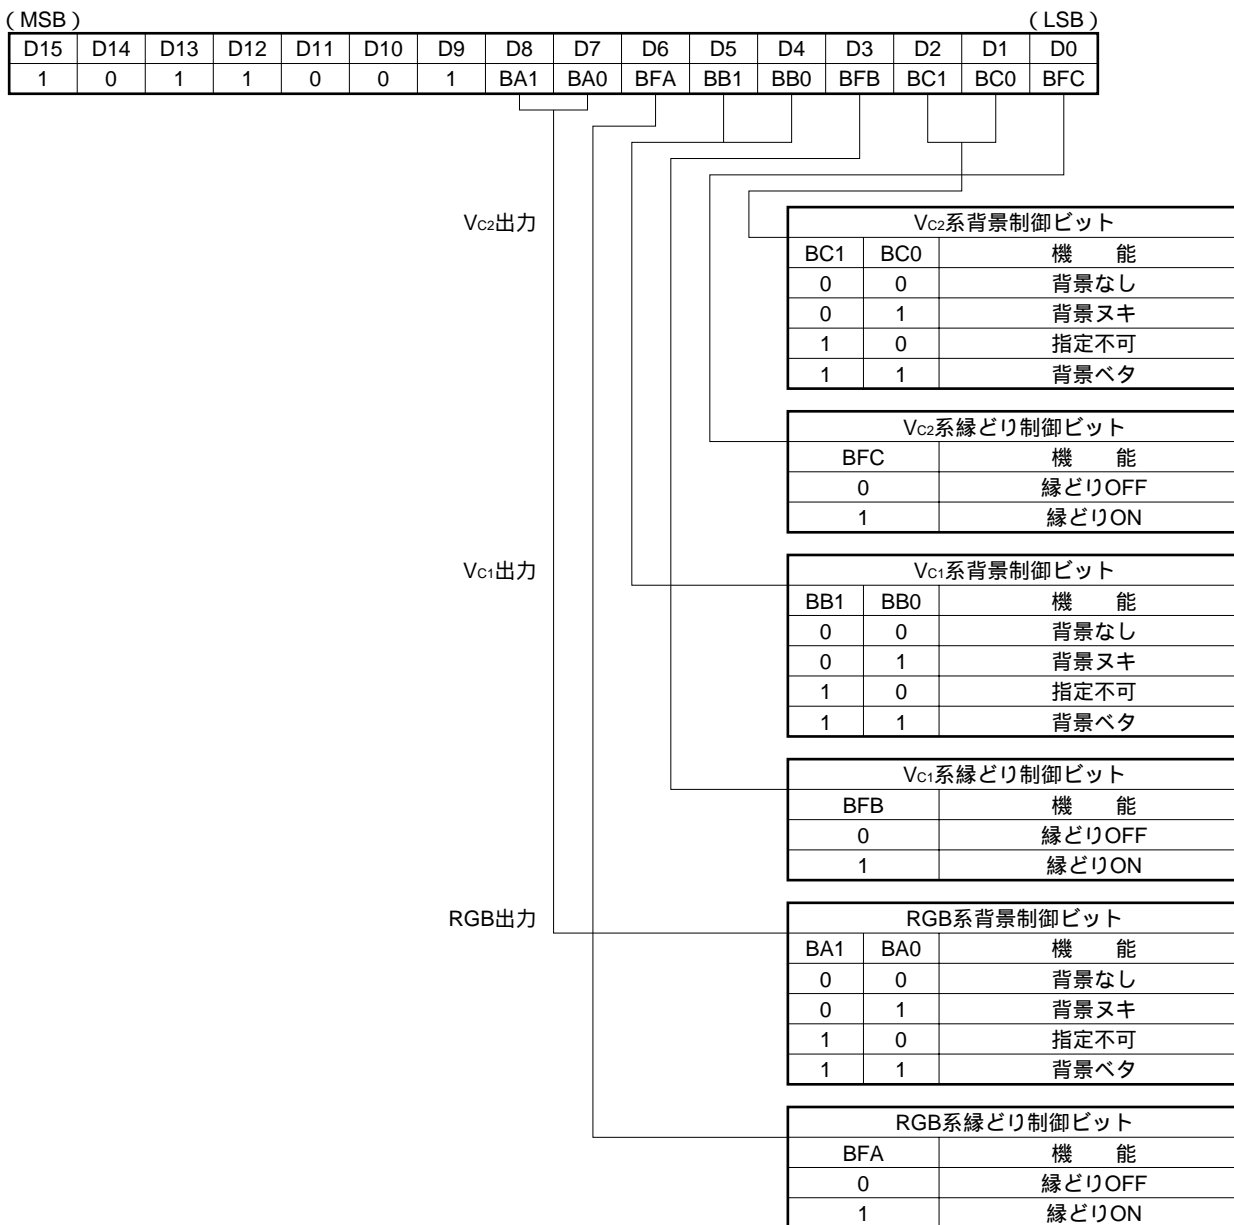 (MSB) (LSB)
D15 D14 D13 D12 D11 D10 D9 D8 D7 D6 D5 D4 D3 D2 D1 D0
1 0 1 1 0 0 1 BA1 BA0 BFA BB1 BB0 BFB BC1 BC0 BFC
VC2出力
VC2系背景制御ビット
BC1 BC0 機 能
0 0 背景なし
0 1 背景ヌキ
1 0 指定不可
1 1 背景ベタ
VC2系縁どり制御ビット
BFC 機 能
0 縁どりOFF
1 縁どりON
VC1出力
VC1系背景制御ビット
BB1 BB0 機 能
0 0 背景なし
0 1 背景ヌキ
1 0 指定不可
1 1 背景ベタ
VC1系縁どり制御ビット
BFB 機 能
0 縁どりOFF
1 縁どりON
RGB出力
RGB系背景制御ビット
BA1 BA0 機 能
0 0 背景なし
0 1 背景ヌキ
1 0 指定不可
1 1 背景ベタ
RGB系縁どり制御ビット
BFA 機 能
0 縁どりOFF
1 縁どりON